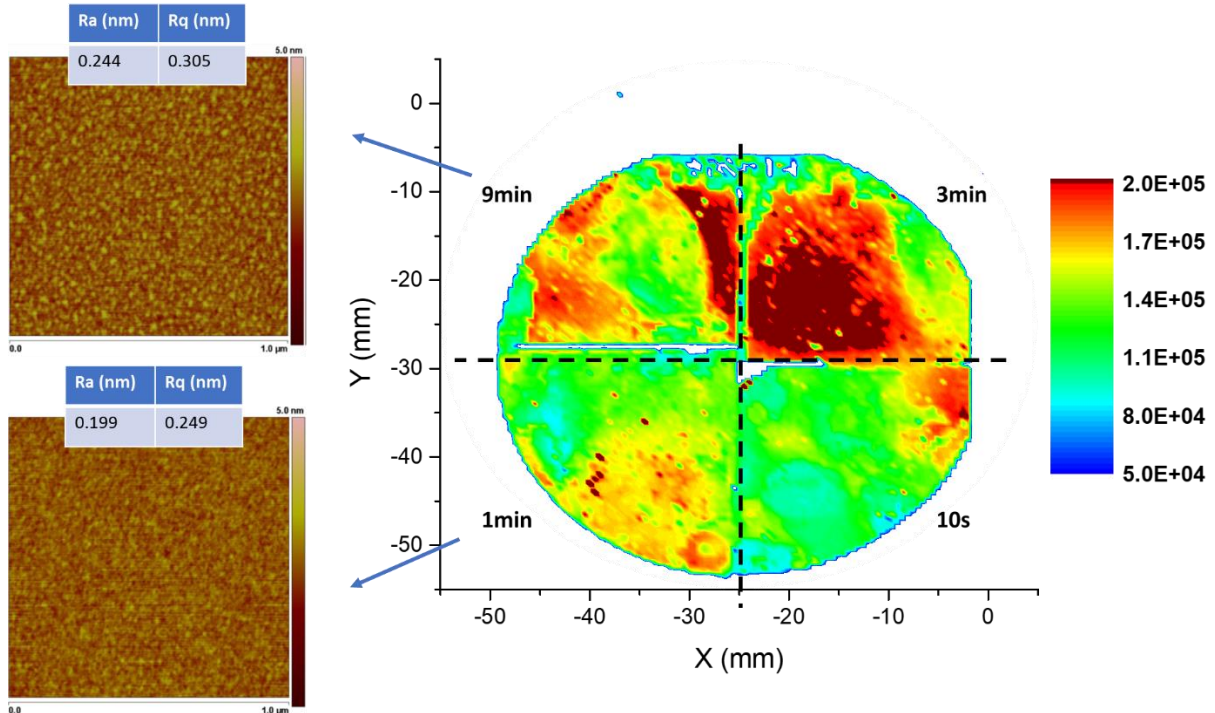 Ra (nm) Rq (nm)
0.244 0.305
5.0 nm
0.0 1.0 µm
Ra (nm) Rq (nm)
0.199 0.249
5.0 nm
0.0 1.0 µm
9min
3min
1min
10s
Y (mm)
0
-10
-20
-30
-40
-50
-50 -40 -30 -20 -10 0
X (mm)
2.0E+05
1.7E+05
1.4E+05
1.1E+05
8.0E+04
5.0E+04